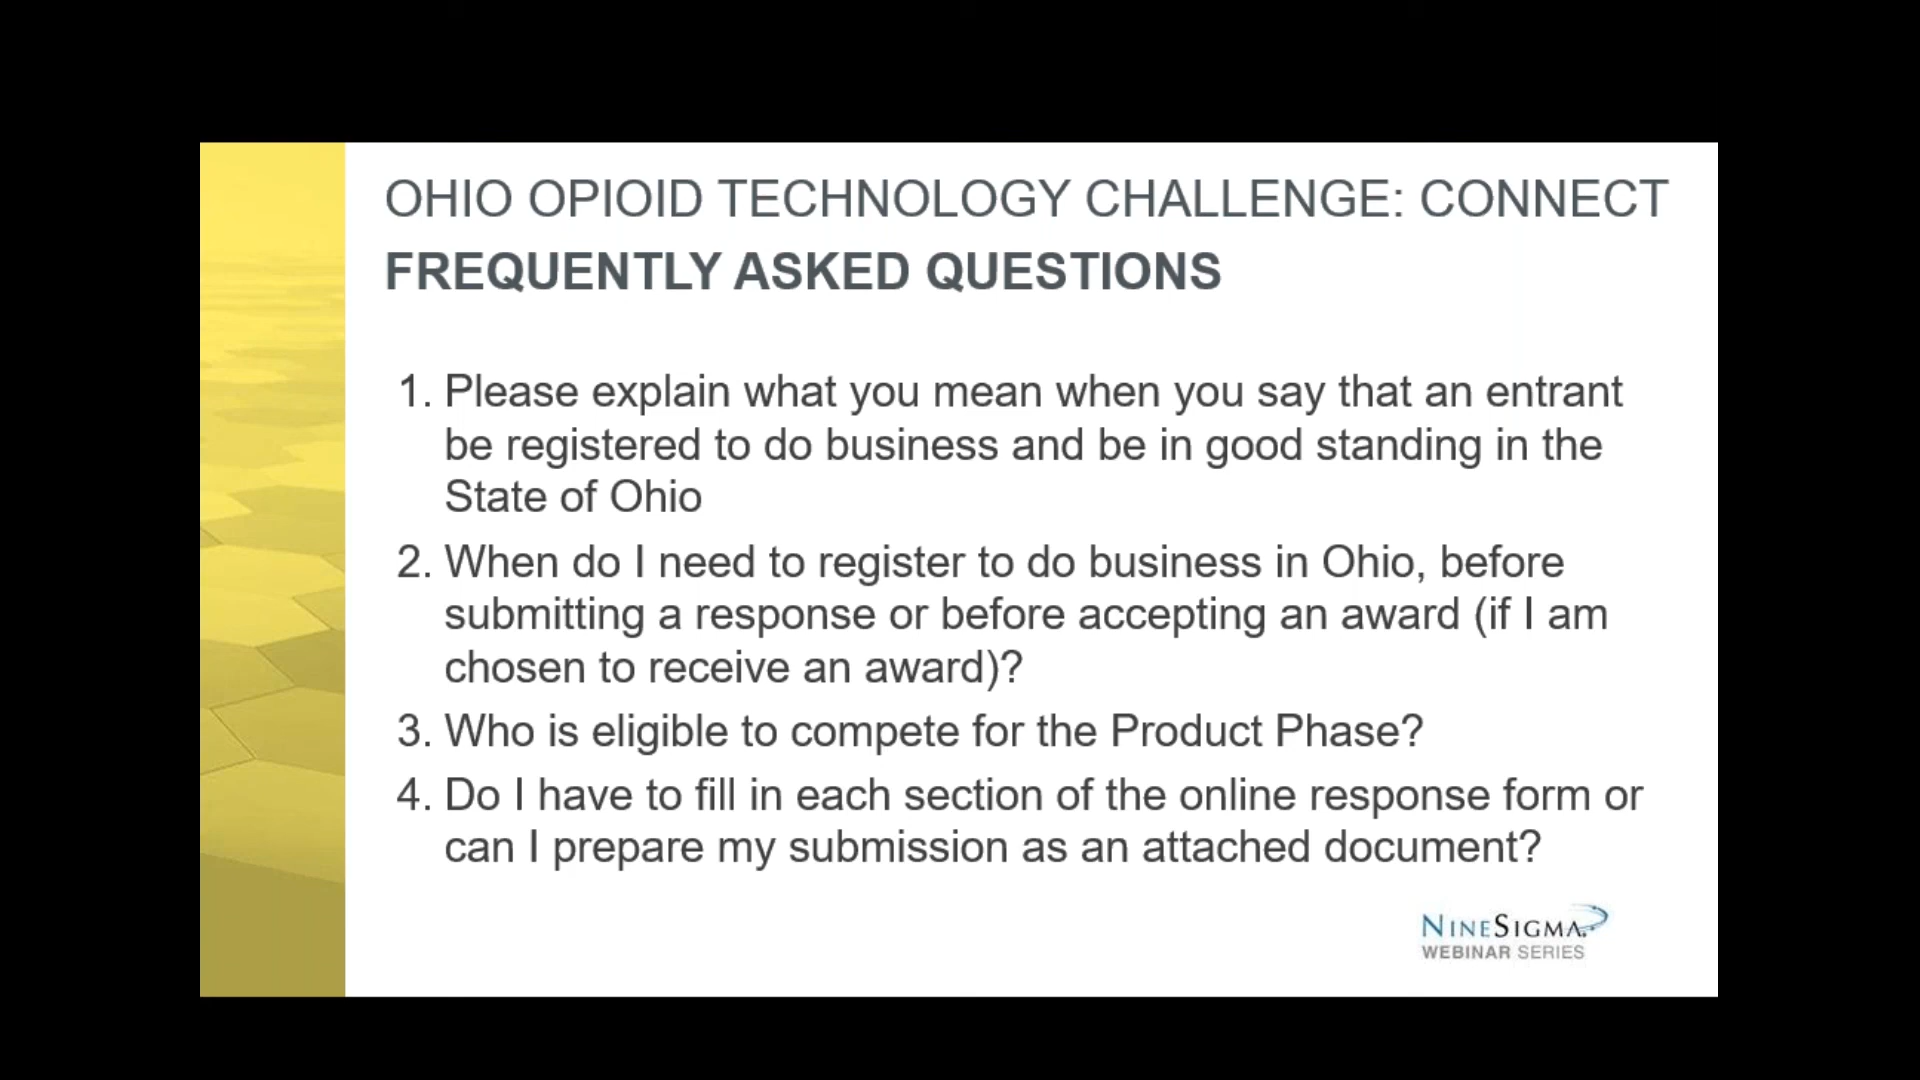 OHIO OPIOID TECHNOLOGY CHALLENGE: CONNECT
FREQUENTLY ASKED QUESTIONS
1. Please explain what you mean when you say that an entrant
be registered to do business and be in good standing in the
State of Ohio
2. When do I need to register to do business in Ohio, before
submitting a response or before accepting an award (if I am
chosen to receive an award)?
3. Who is eligible to compete for the Product Phase?
4. Do I have to fill in each section of the online response form or
can I prepare my submission as an attached document?
NINESIGMA
WEBINAR SERIES